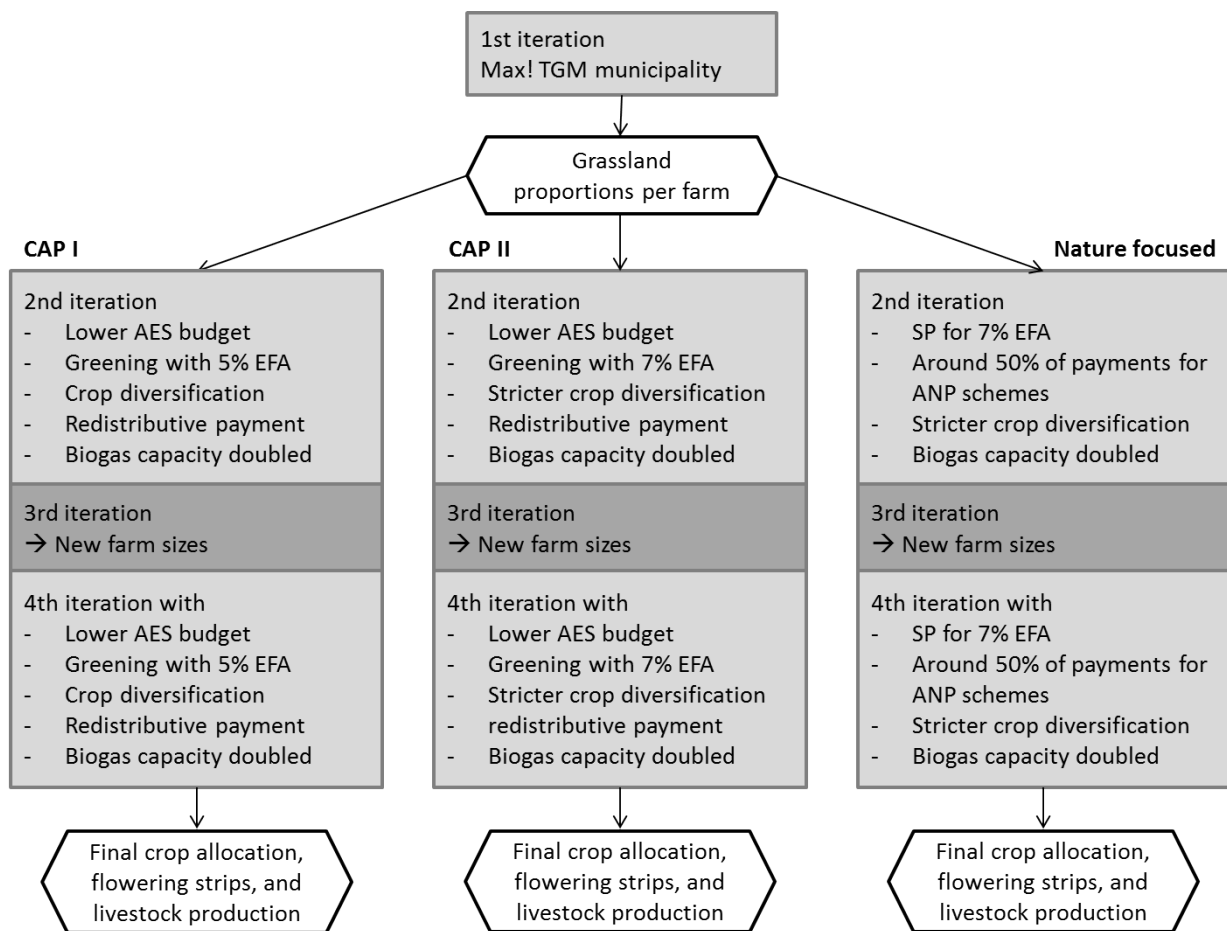 1st iteration
Max! TGM municipality
Grassland
proportions per farm
CAP I
2nd iteration
- Lower AES budget
- Greening with 5% EFA
- Crop diversification
- Redistributive payment
- Biogas capacity doubled
3rd iteration
→ New farm sizes
4th iteration with
- Lower AES budget
- Greening with 5% EFA
- Crop diversification
- Redistributive payment
- Biogas capacity doubled
Final crop allocation,
flowering strips, and
livestock production
CAP II
2nd iteration
- Lower AES budget
- Greening with 7% EFA
- Stricter crop diversification
- Redistributive payment
- Biogas capacity doubled
3rd iteration
→ New farm sizes
4th iteration with
- Lower AES budget
- Greening with 7% EFA
- Stricter crop diversification
- redistributive payment
- Biogas capacity doubled
Final crop allocation,
flowering strips, and
livestock production
Nature focused
2nd iteration
- SP for 7% EFA
- Around 50% of payments for
ANP schemes
- Stricter crop diversification
- Biogas capacity doubled
3rd iteration
→ New farm sizes
4th iteration with
- SP for 7% EFA
- Around 50% of payments for
ANP schemes
- Stricter crop diversification
- Biogas capacity doubled
Final crop allocation,
flowering strips, and
livestock production